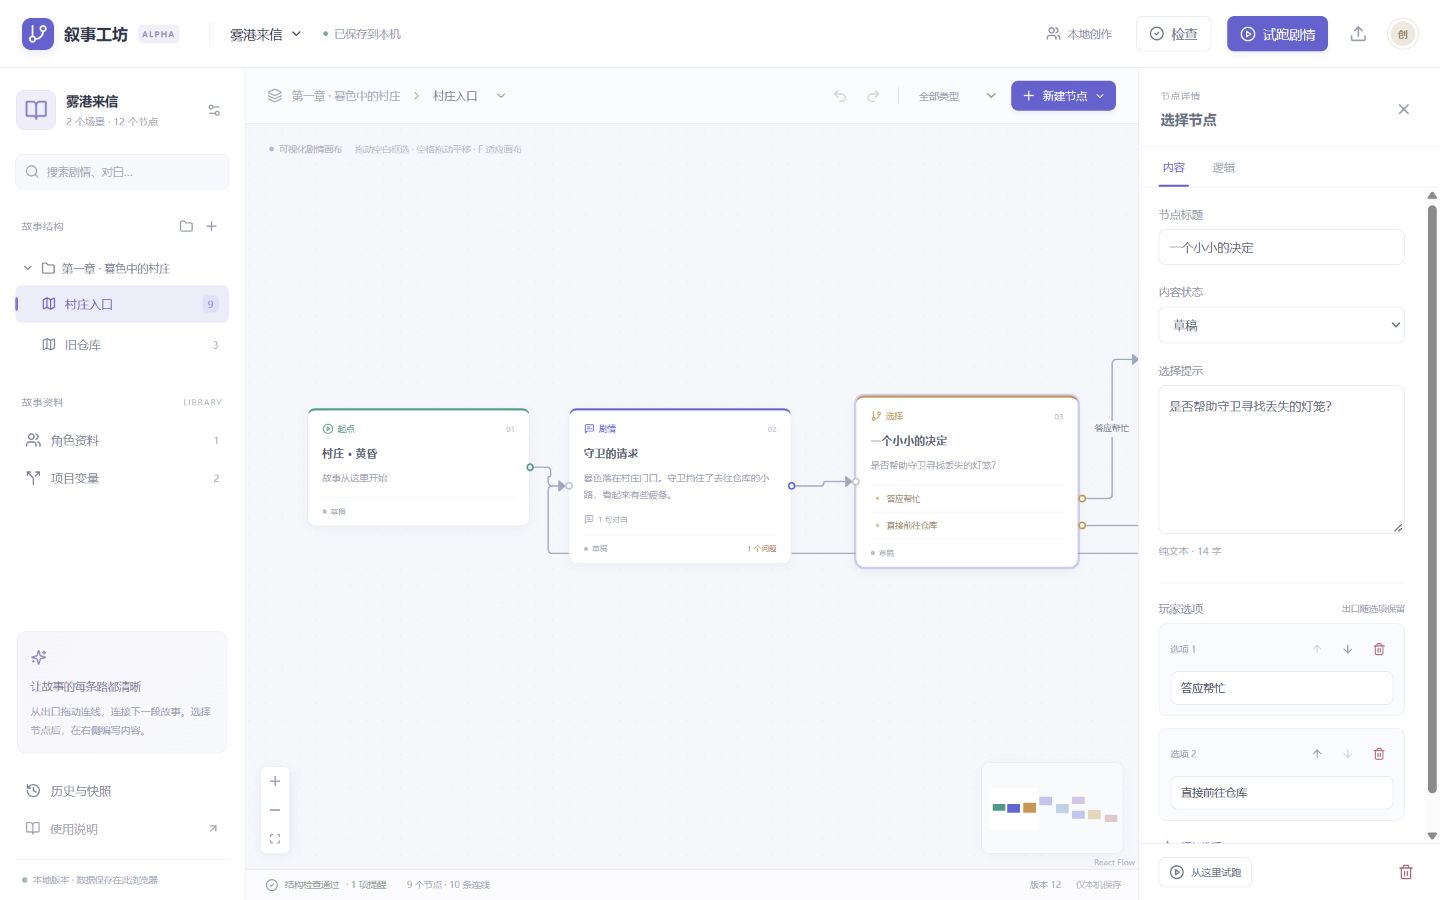 叙事工坊 ALPHA
雾港来信
已保存到本机
本地创作
检查
试跑剧情
创
雾港来信
2 个场景 · 12 个节点
搜索剧情、对白...
故事结构
第一章 · 暮色中的村庄
村庄入口 9
旧仓库 3
故事资料 LIBRARY
角色资料 1
项目变量 2
让故事的每条路都清晰
从出口拖动连线，连接下一段故事。选择
节点后，在右侧编写内容。
历史与快照
使用说明
本地版本 · 数据保存在此浏览器
第一章 · 暮色中的村庄 村庄入口
全部类型
新建节点
可视化剧情画布 拖动空白框选 · 空格拖动平移 · F 适应画布
起点 01
村庄 • 黄昏
故事从这里开始
草稿
剧情 02
守卫的请求
暮色落在村庄门口。守卫挡住了去往仓库的小
路，看起来有些疲惫。
1 句对白
草稿 1 个问题
选择 03
一个小小的决定
是否帮助守卫寻找丢失的灯笼？
答应帮忙
直接前往仓库
草稿
答应帮忙
React Flow
结构检查通过 · 1 项提醒 9 个节点 · 10 条连线
版本 12 仅本机保存
节点详情
选择节点
内容 逻辑
节点标题
一个小小的决定
内容状态
草稿
选择提示
是否帮助守卫寻找丢失的灯笼？
纯文本 · 14 字
玩家选项 出口随选项保留
选项 1
答应帮忙
选项 2
直接前往仓库
从这里试跑